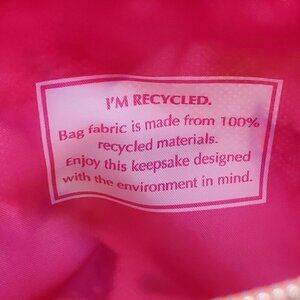 I'M RECYCLED.
Bag fabric is made from 100%
recycled materials.
Enjoy this keepsake designed
with the environment in mind.